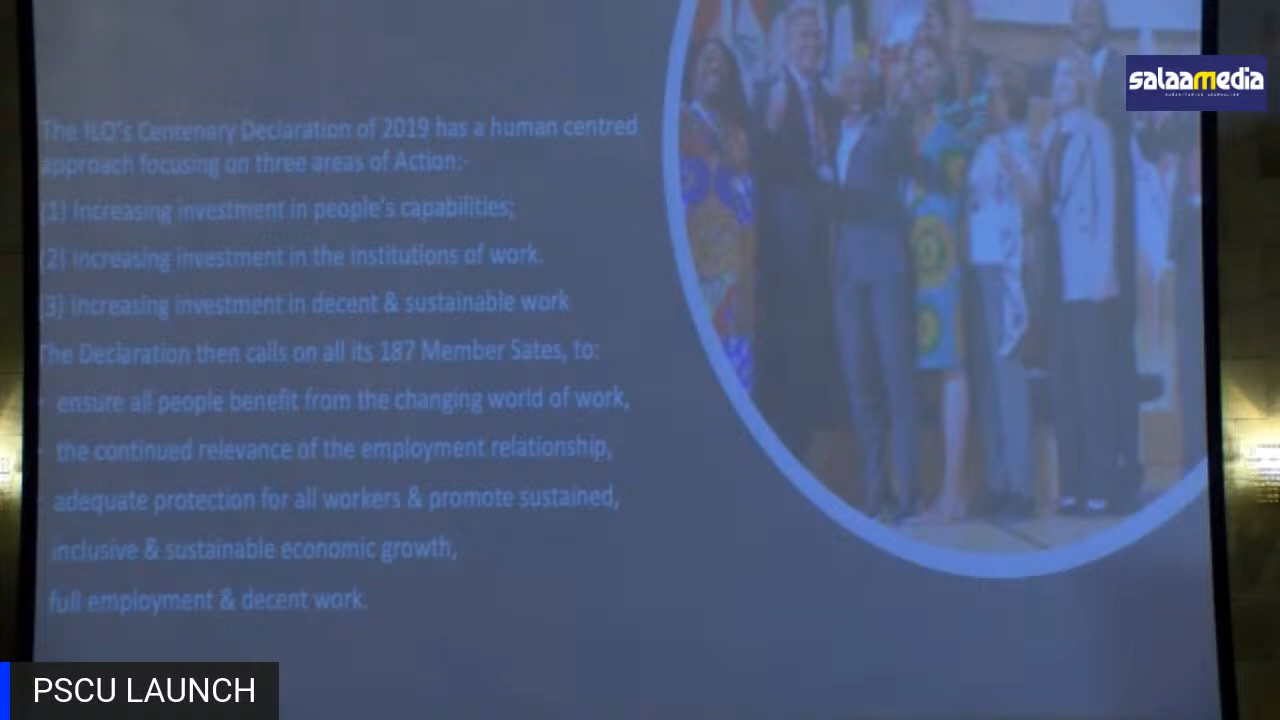 salaamedia
The ILO's Centenary Declaration of 2019 has a human centred
approach focusing on three areas of Action:-
(1) Increasing investment in people's capabilities;
(2) Increasing investment in the institutions of work.
(3) Increasing investment in decent & sustainable work
The Declaration then calls on all its 187 Member Sates, to:
ensure all people benefit from the changing world of work,
the continued relevance of the employment relationship,
adequate protection for all workers & promote sustained,
inclusive & sustainable economic growth,
full employment & decent work.
PSCU LAUNCH